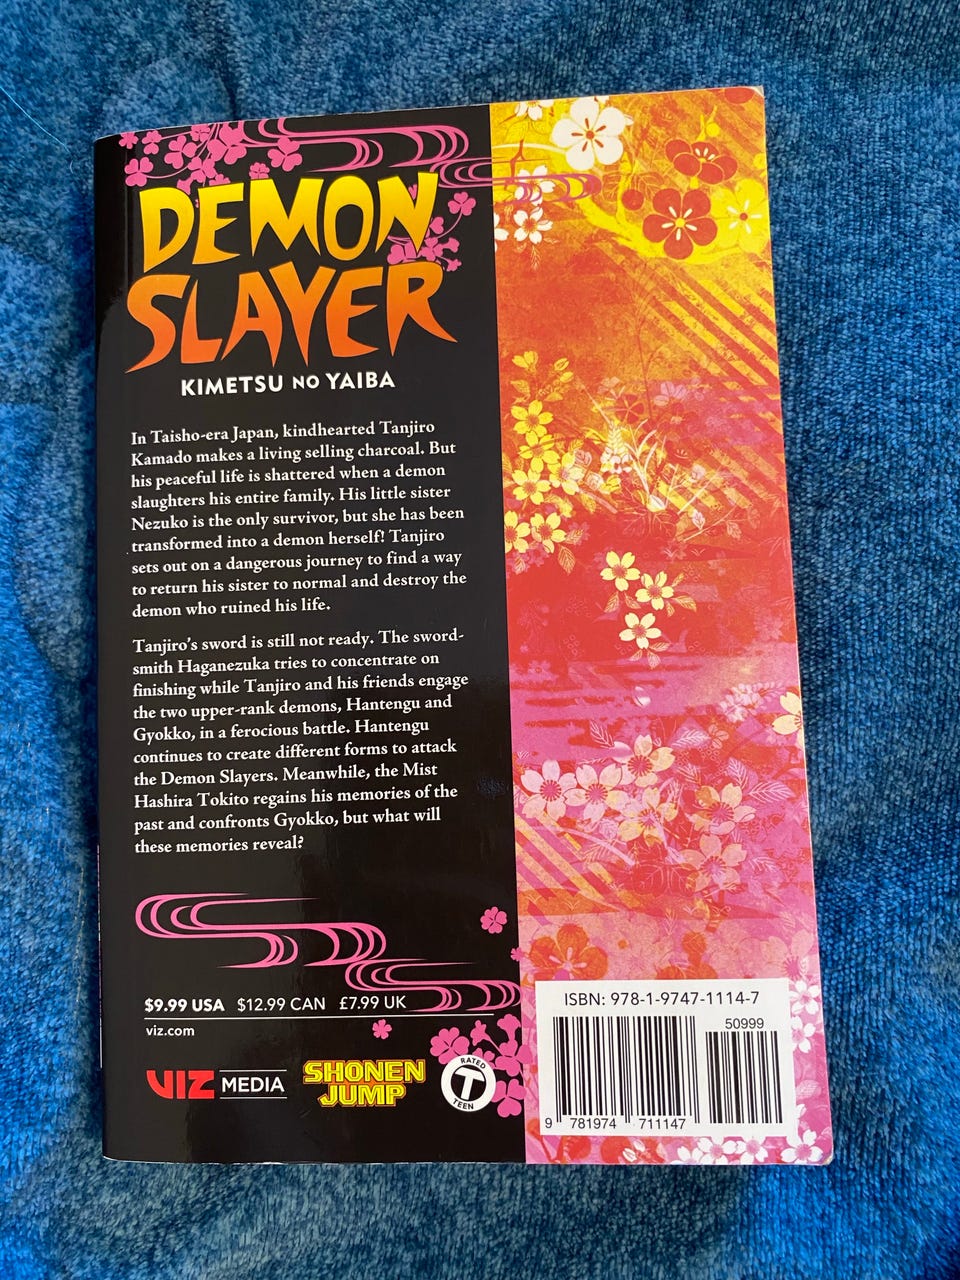 DEMON
SLAYER
KIMETSU NO YAIBA
In Taisho-era Japan, kindhearted Tanjiro
Kamado makes a living selling charcoal. But
his peaceful life is shattered when a demon
slaughters his entire family. His little sister
Nezuko is the only survivor, but she has been
transformed into a demon herself! Tanjiro
sets out on a dangerous journey to find a way
to return his sister to normal and destroy the
demon who ruined his life.
Tanjiro's sword is still not ready. The sword-
smith Haganezuka tries to concentrate on
finishing while Tanjiro and his friends engage
the two upper-rank demons, Hantengu and
Gyokko, in a ferocious battle. Hantengu
continues to create different forms to attack
the Demon Slayers. Meanwhile, the Mist
Hashira Tokito regains his memories of the
past and confronts Gyokko, but what will
these memories reveal?
$9.99 USA $12.99 CAN £7.99 UK
viz.com
VIZ MEDIA
SHONEN
JUMP
RATED
T
TEEN
ISBN: 978-1-9747-1114-7
50999
9 781974 711147